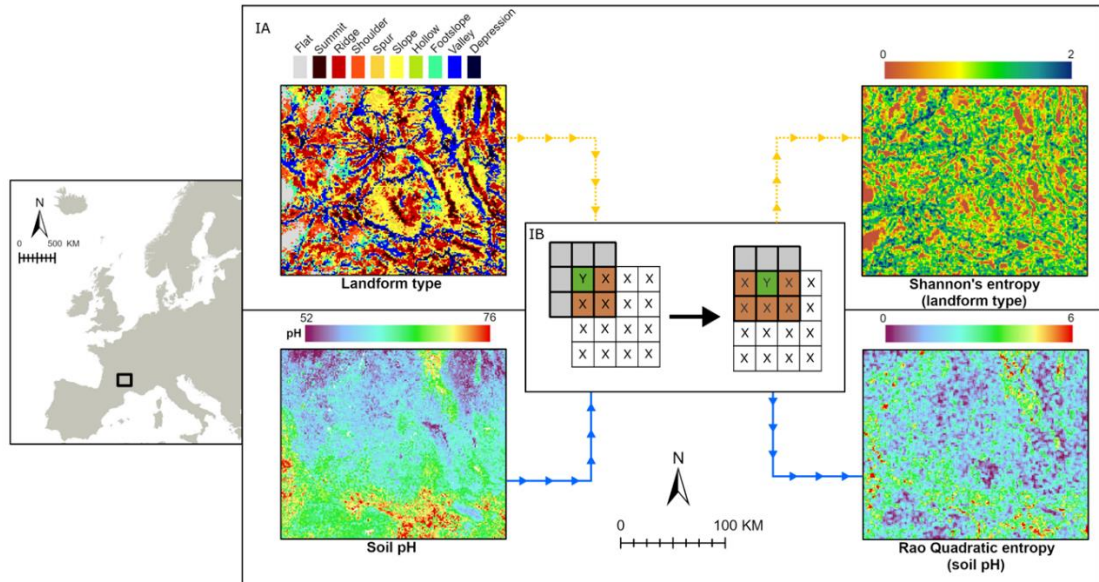 IA
Flat
Summit
Ridge
Shoulder
Spur
Slope
Hollow
Footslope
Valley
Depression
0 2
Landform type
Shannon's entropy
(landform type)
N
0 500 KM
IB
Y X X X
X X X X
X X X X
X X X X
X Y X X
X X X X
X X X X
X X X X
52 76
pH
Soil pH
N
0 100 KM
0 6
Rao Quadratic entropy
(soil pH)